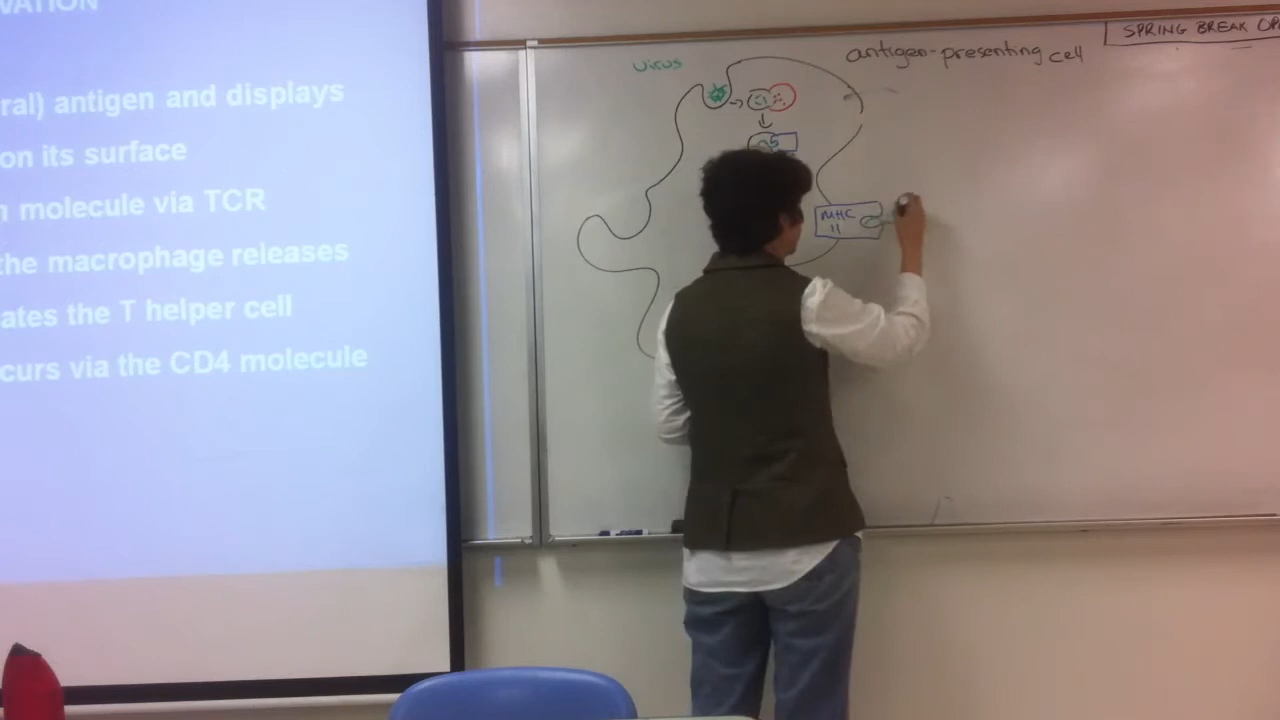 VATION
ral) antigen and displays
on its surface
molecule via TCR
the macrophage releases
ates the T helper cell
curs via the CD4 molecule
virus
antigen-presenting cell
MHC
II
SPRING BREAK